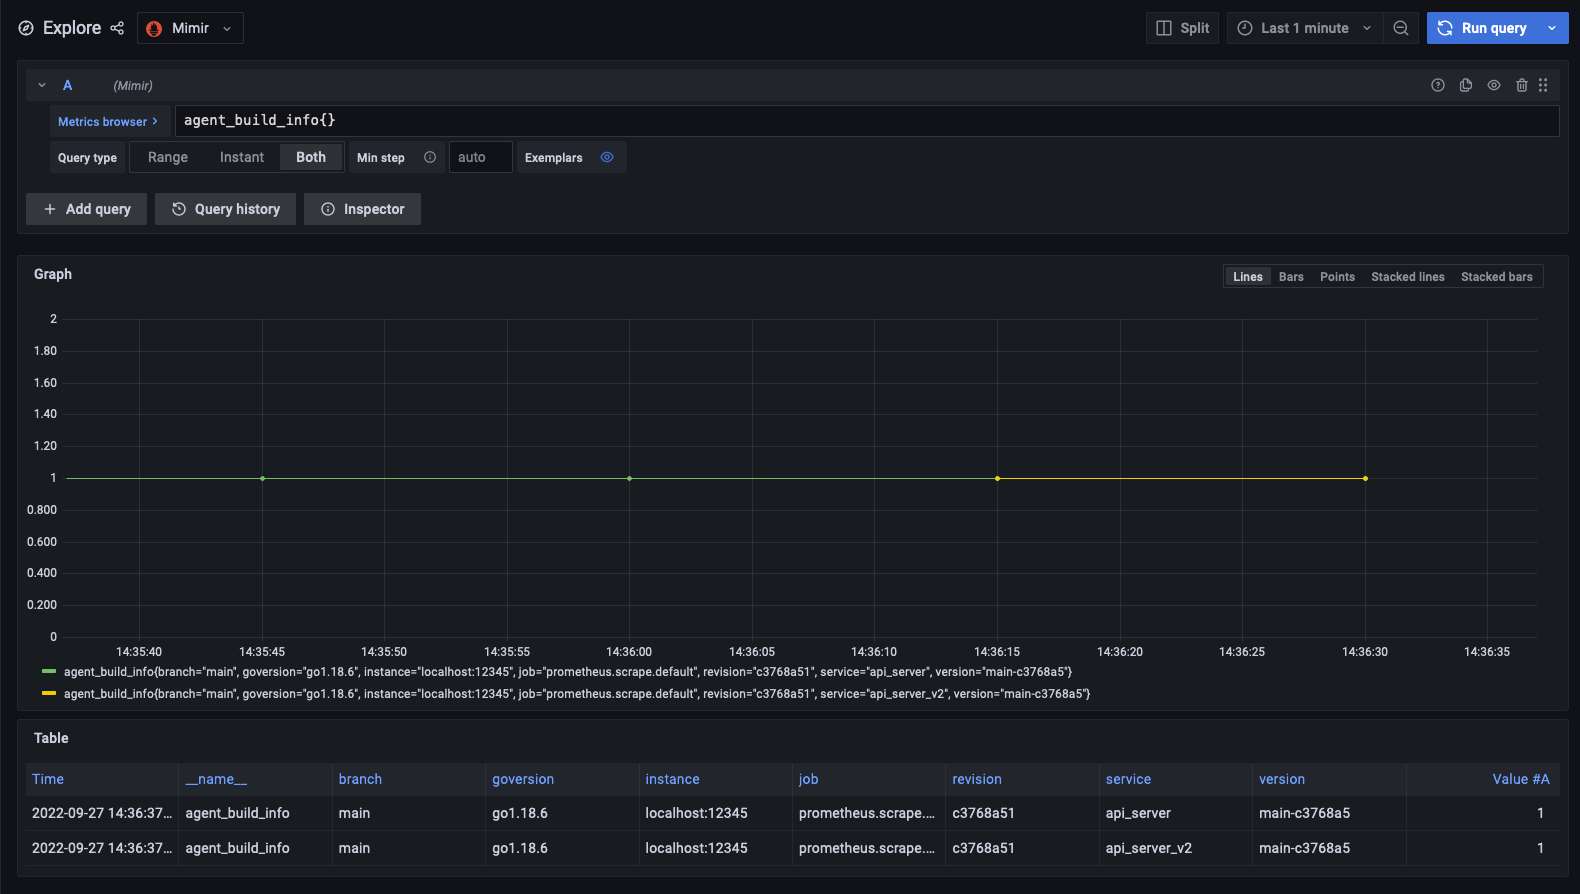 Explore Mimir Split Last 1 minute Run query
A (Mimir)
Metrics browser > agent_build_info{}
Query type Range Instant Both Min step auto Exemplars
+ Add query Query history Inspector
Graph
Lines Bars Points Stacked lines Stacked bars
2
1.80
1.60
1.40
1.20
1
0.800
0.600
0.400
0.200
0
14:35:40 14:35:45 14:35:50 14:35:55 14:36:00 14:36:05 14:36:10 14:36:15 14:36:20 14:36:25 14:36:30 14:36:35
agent_build_info{branch="main", goversion="go1.18.6", instance="localhost:12345", job="prometheus.scrape.default", revision="c3768a51", service="api_server", version="main-c3768a5"}
agent_build_info{branch="main", goversion="go1.18.6", instance="localhost:12345", job="prometheus.scrape.default", revision="c3768a51", service="api_server_v2", version="main-c3768a5"}
Table
Time __name__ branch goversion instance job revision service version Value #A
2022-09-27 14:36:37... agent_build_info main go1.18.6 localhost:12345 prometheus.scrape.... c3768a51 api_server main-c3768a5 1
2022-09-27 14:36:37... agent_build_info main go1.18.6 localhost:12345 prometheus.scrape.... c3768a51 api_server_v2 main-c3768a5 1